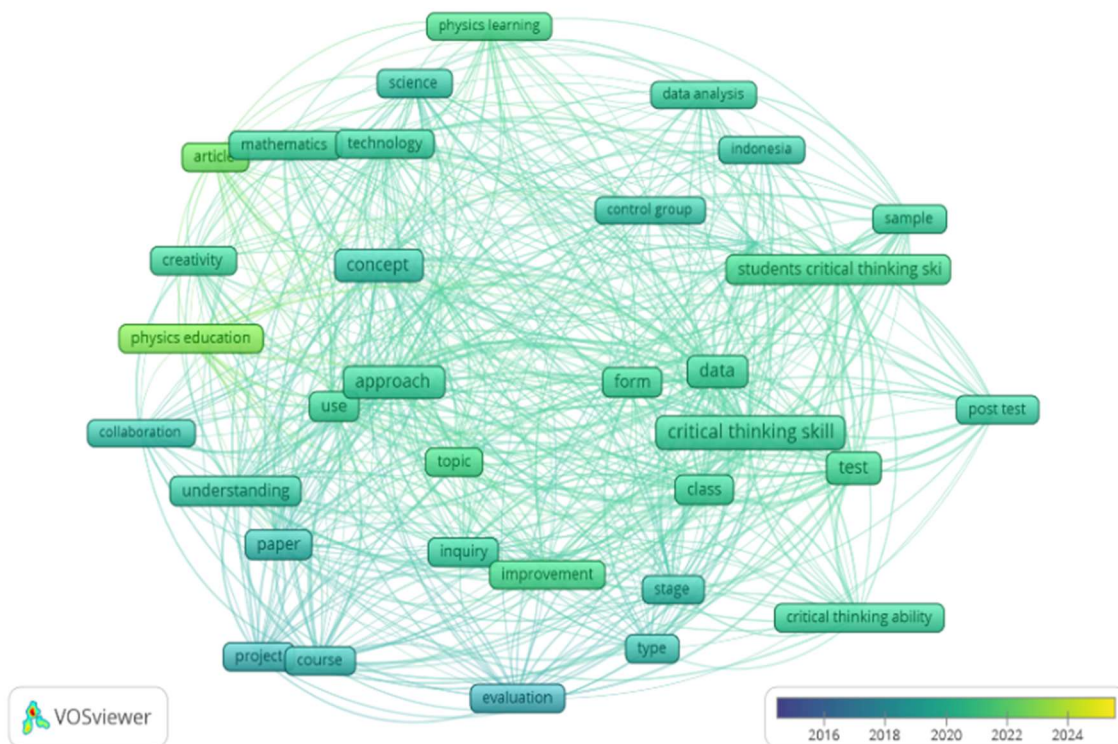 physics learning
science
data analysis
mathematics
technology
indonesia
article
control group
sample
creativity
concept
students critical thinking ski
physics education
approach
form
data
use
post test
collaboration
critical thinking skill
topic
test
understanding
class
paper
inquiry
improvement
stage
critical thinking ability
project
course
type
evaluation
VOSviewer
2016 2018 2020 2022 2024